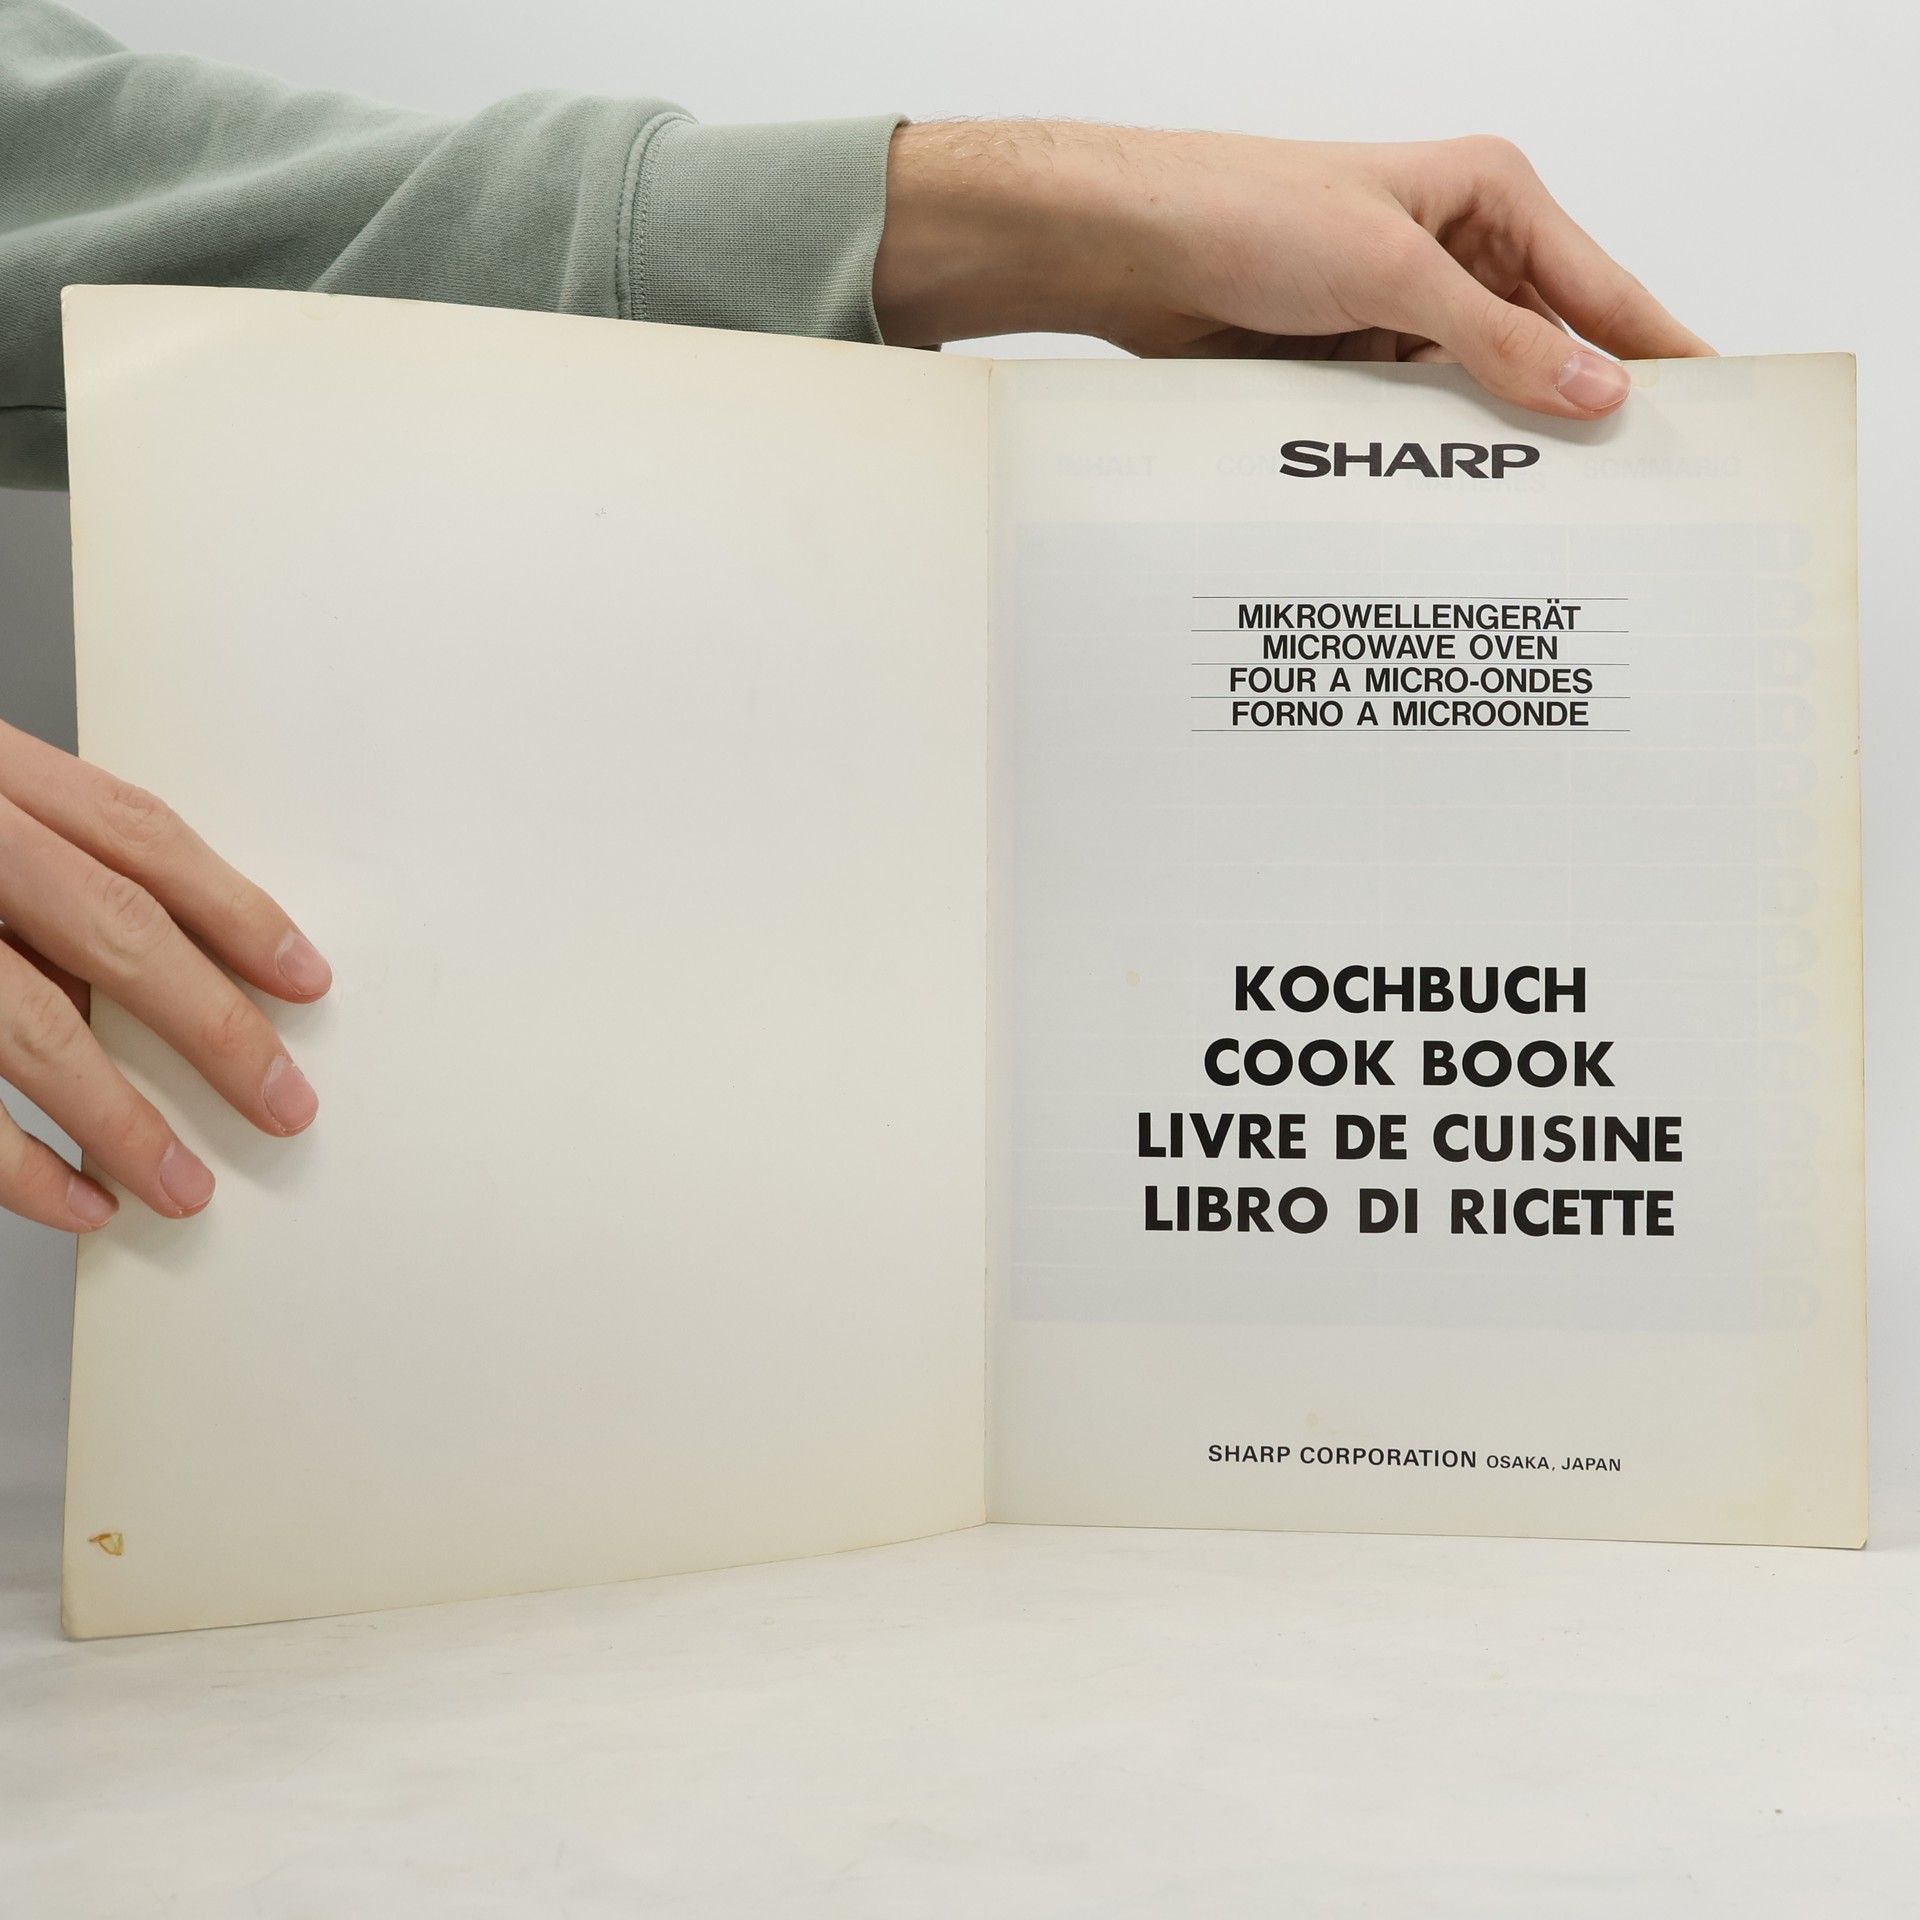 SHARP
MIKROWELLENGERÄT
MICROWAVE OVEN
FOUR A MICRO-ONDES
FORNO A MICROONDE
KOCHBUCH
COOK BOOK
LIVRE DE CUISINE
LIBRO DI RICETTE
SHARP CORPORATION OSAKA, JAPAN